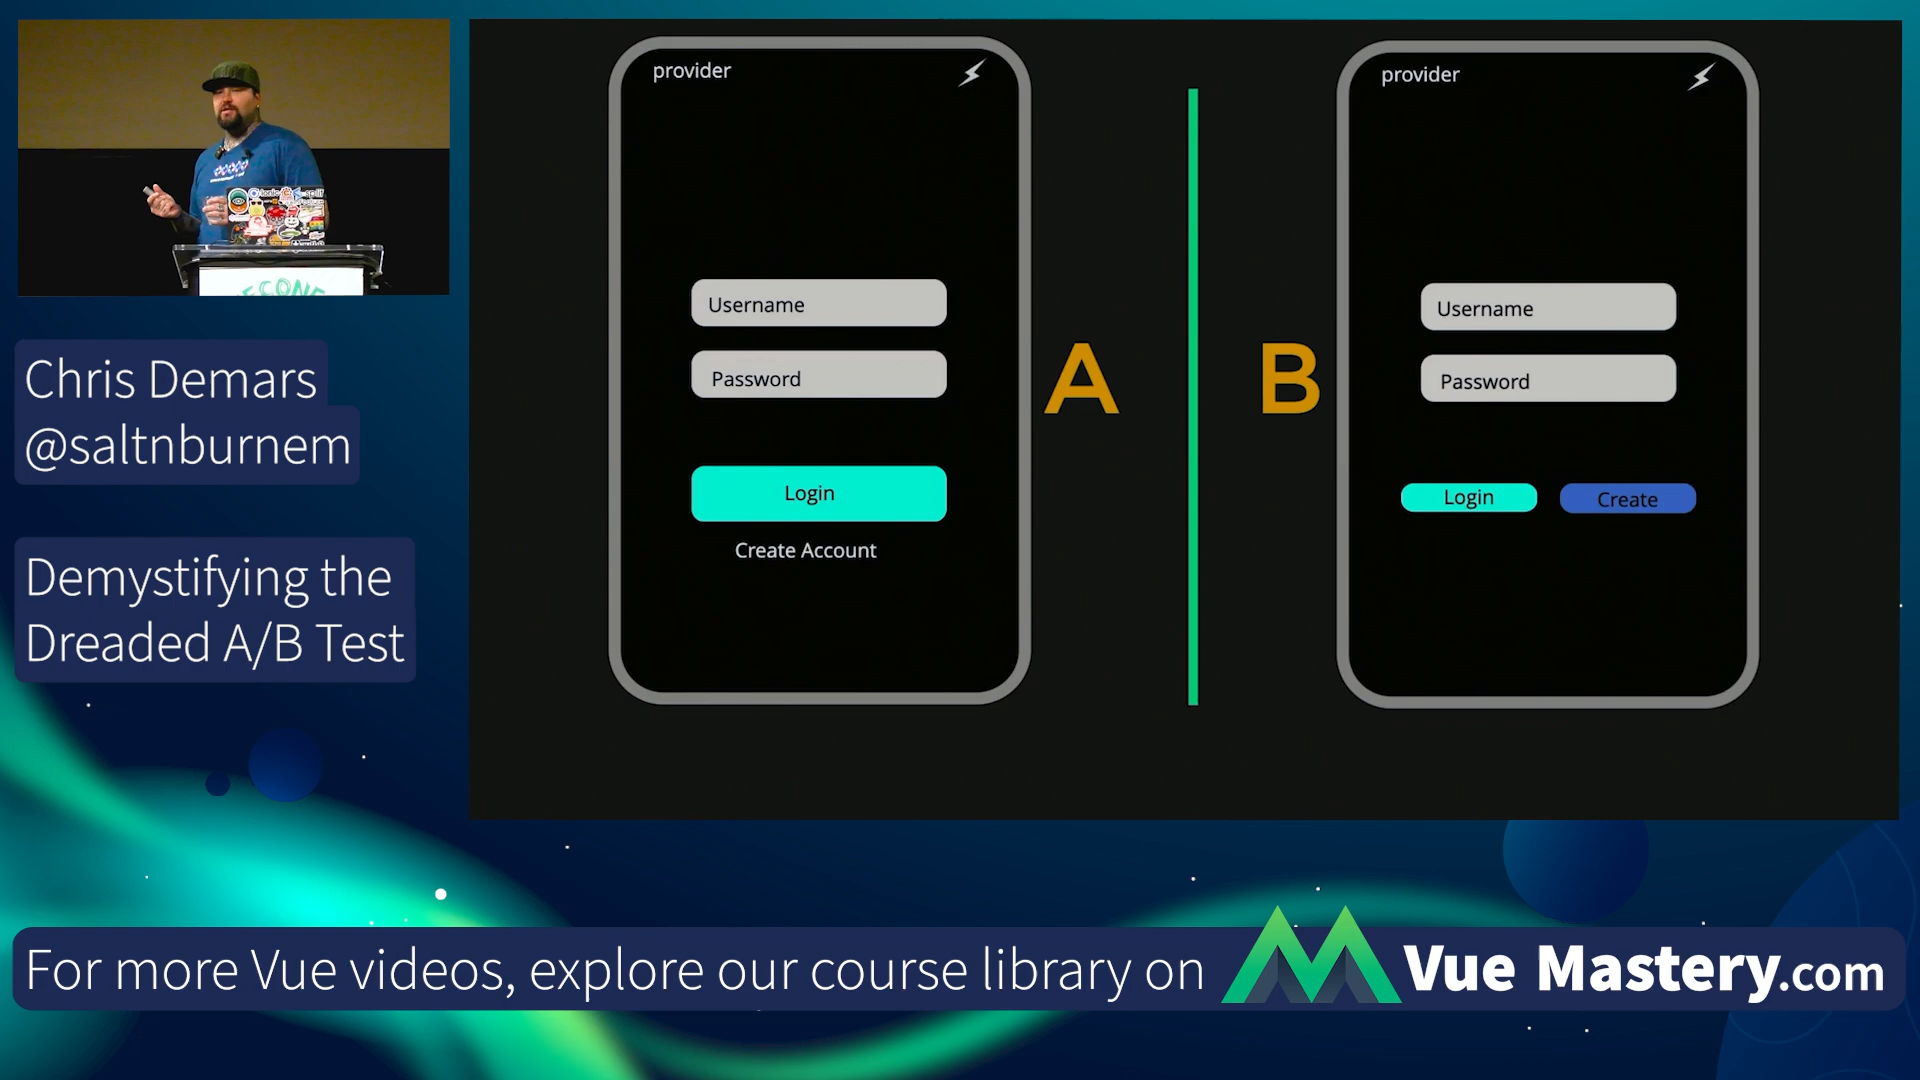 provider
Username
Password
Login
Create Account
A
B
provider
Username
Password
Login
Create
Chris Demars
@saltnburnem
Demystifying the
Dreaded A/B Test
For more Vue videos, explore our course library on Vue Mastery.com